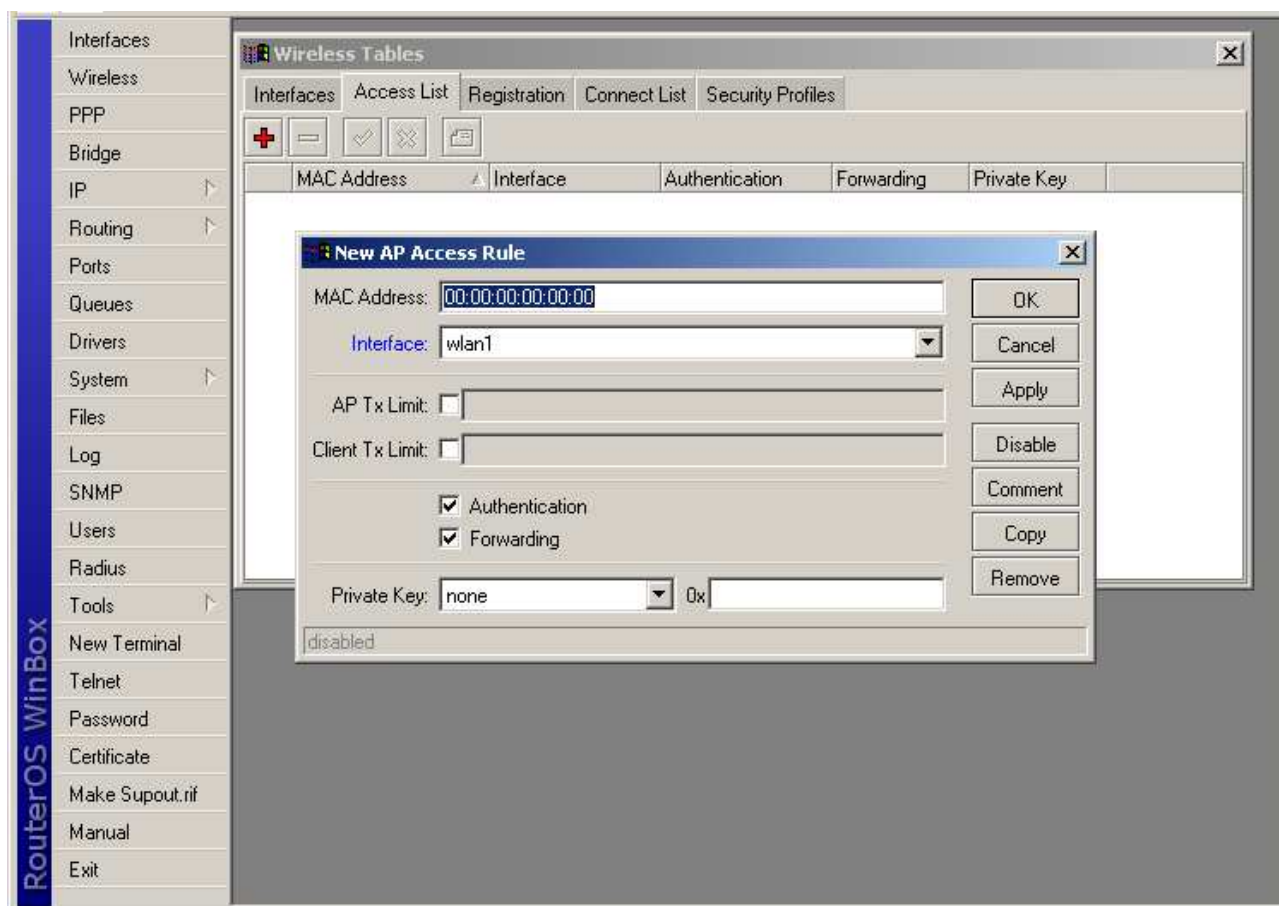 Interfaces
Wireless
PPP
Bridge
IP
Routing
Ports
Queues
Drivers
System
Files
Log
SNMP
Users
Radius
Tools
New Terminal
Telnet
Password
Certificate
Make Supout.rif
Manual
Exit
RouterOS WinBox
Wireless Tables
Interfaces Access List Registration Connect List Security Profiles
MAC Address Interface Authentication Forwarding Private Key
New AP Access Rule
MAC Address: 00:00:00:00:00:00
Interface: wlan1
AP Tx Limit:
Client Tx Limit:
Authentication
Forwarding
Private Key: none 0x
disabled
OK
Cancel
Apply
Disable
Comment
Copy
Remove